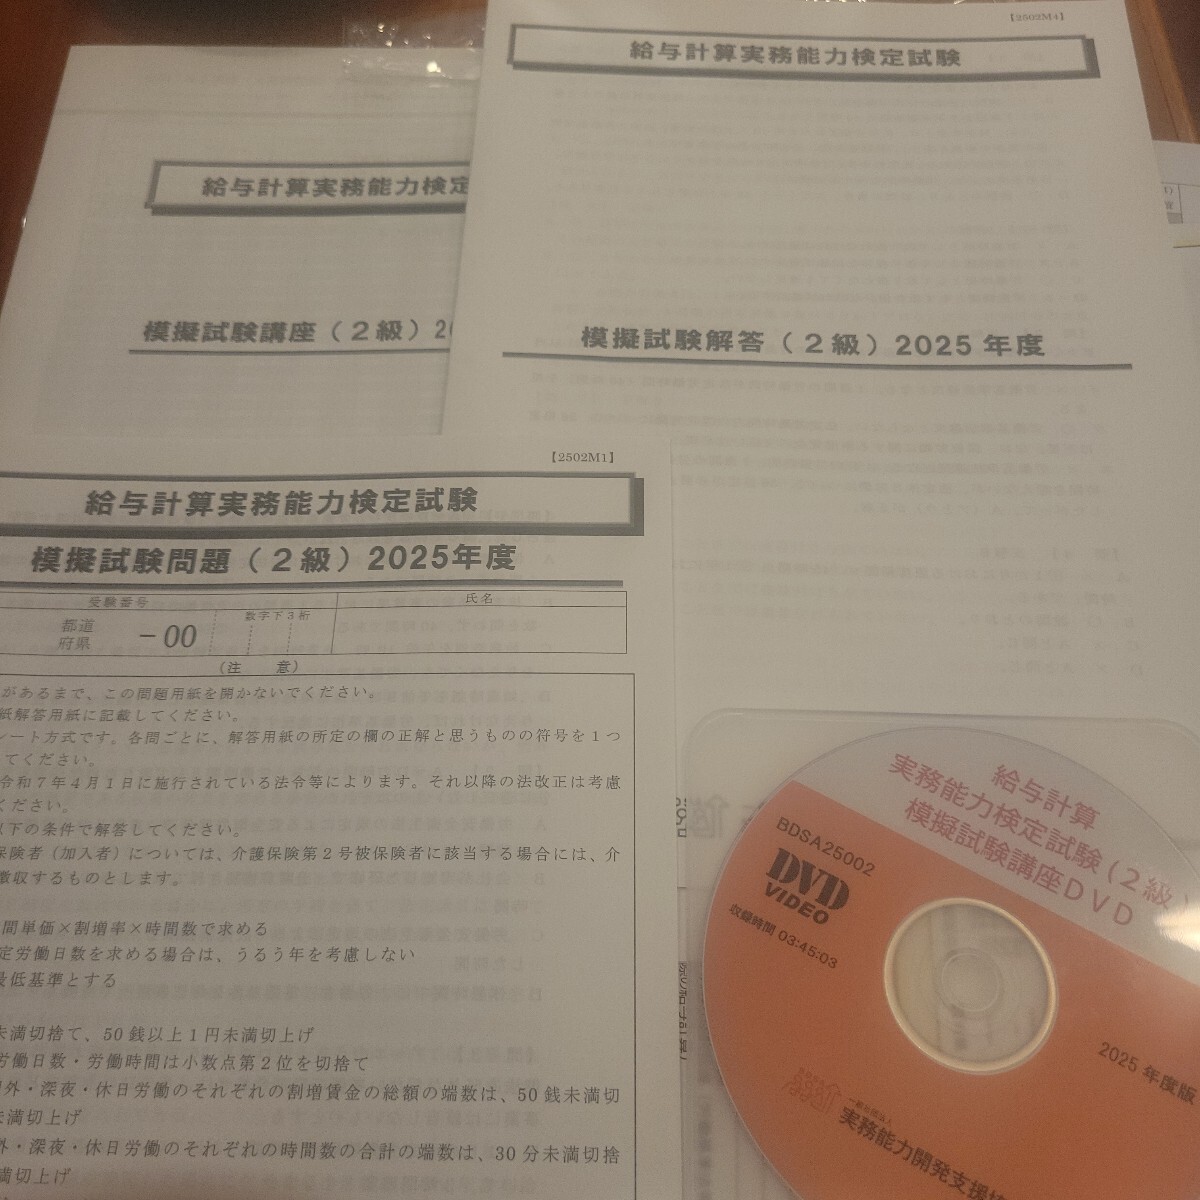 【2502M4】
給与計算実務能力検定試験
模擬試験解答（２級）2025 年度
給与計算実務能力検定
模擬試験講座（２級）
【2502M1】
給与計算実務能力検定試験
模擬試験問題（２級）2025年度
受験番号
氏名
都道
府県
－00
数字下３桁
（注　意）
があるまで、この問題用紙を開かないでください。
紙解答用紙に記載してください。
シート方式です。各問ごとに、解答用紙の所定の欄の正解と思うものの符号を１つ
てください。
令和７年４月１日に施行されている法令等によります。それ以降の法改正は考慮
ください。
以下の条件で解答してください。
保険者（加入者）については、介護保険第２号被保険者に該当する場合には、介
徴収するものとします。
間単価×割増率×時間数で求める
定労働日数を求める場合は、うるう年を考慮しない
最低基準とする
未満切捨て、50 銭以上１円未満切上げ
労働日数・労働時間は小数点第２位を切捨て
外・深夜・休日労働のそれぞれの割増賃金の総額の端数は、50 銭未満切
未満切上げ
外・深夜・休日労働のそれぞれの時間数の合計の端数は、30 分未満切捨
満切上げ
給与計算
実務能力検定試験（２級）
模擬試験講座ＤＶＤ
BDSA25002
DVD
VIDEO
収録時間 03:45:03
2025 年度版
一般社団法人
実務能力開発支援